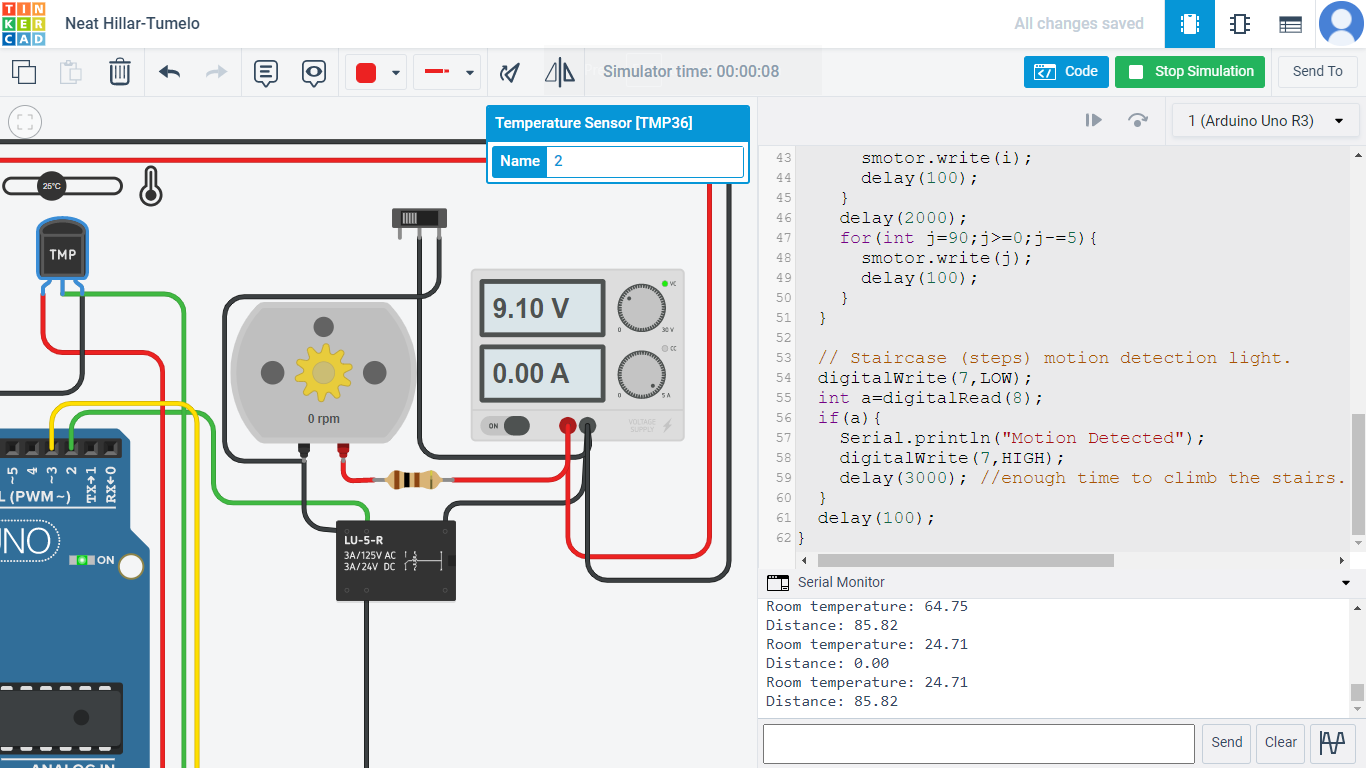 TIN
KER
CAD
Neat Hillar-Tumelo
All changes saved
Simulator time: 00:00:08
Code
Stop Simulation
Send To
Temperature Sensor [TMP36]
Name 2
1 (Arduino Uno R3)
25°C
TMP
9.10 V
0.00 A
VC
0
30 V
CC
0
5 A
ON
VOLTAGE
SUPPLY
0 rpm
LU-5-R
3A/125V AC
3A/24V DC
~5
4
~3
2
TX→1
RX←0
L (PWM~)
UNO
ON
ANALOG IN
43 smotor.write(i);
44 delay(100);
45 }
46 delay(2000);
47 for(int j=90;j>=0;j-=5){
48 smotor.write(j);
49 delay(100);
50 }
51 }
52
53 // Staircase (steps) motion detection light.
54 digitalWrite(7,LOW);
55 int a=digitalRead(8);
56 if(a){
57 Serial.println("Motion Detected");
58 digitalWrite(7,HIGH);
59 delay(3000); //enough time to climb the stairs.
60 }
61 delay(100);
62 }
Serial Monitor
Room temperature: 64.75
Distance: 85.82
Room temperature: 24.71
Distance: 0.00
Room temperature: 24.71
Distance: 85.82
Send
Clear